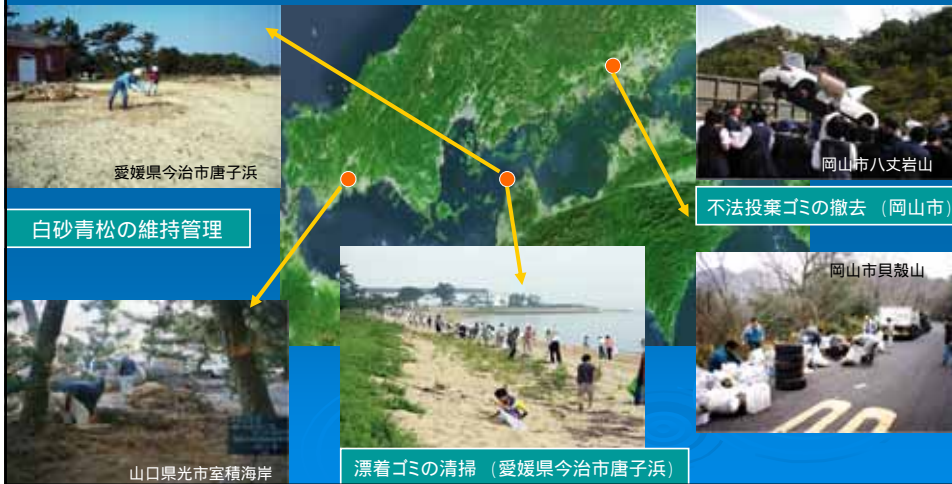 愛媛県今治市唐子浜
白砂青松の維持管理
山口県光市室積海岸
漂着ゴミの清掃 (愛媛県今治市唐子浜)
岡山市八丈岩山
不法投棄ゴミの撤去 (岡山市)
岡山市貝殻山